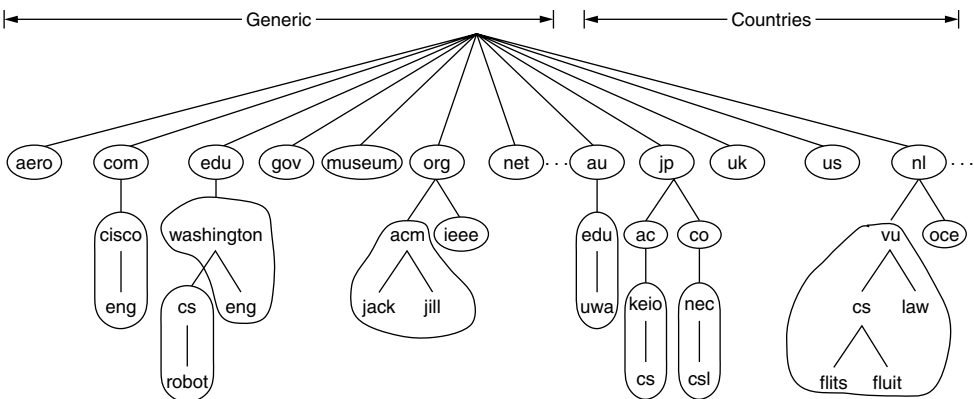 Generic Countries
aero com edu gov museum org net . . . au jp uk us nl . . .
cisco washington acm ieee edu ac co vu oce
eng cs eng jack jill uwa keio nec cs law
robot cs csl flits fluit